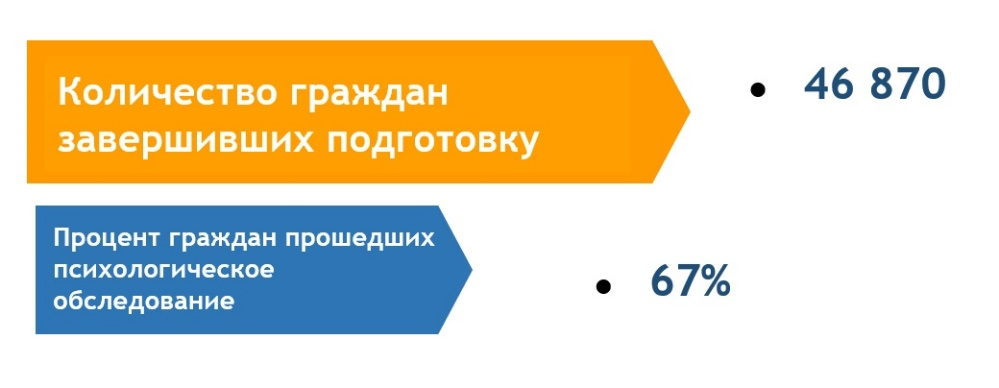 Количество граждан
завершивших подготовку
• 46 870
Процент граждан прошедших
психологическое
обследование
• 67%